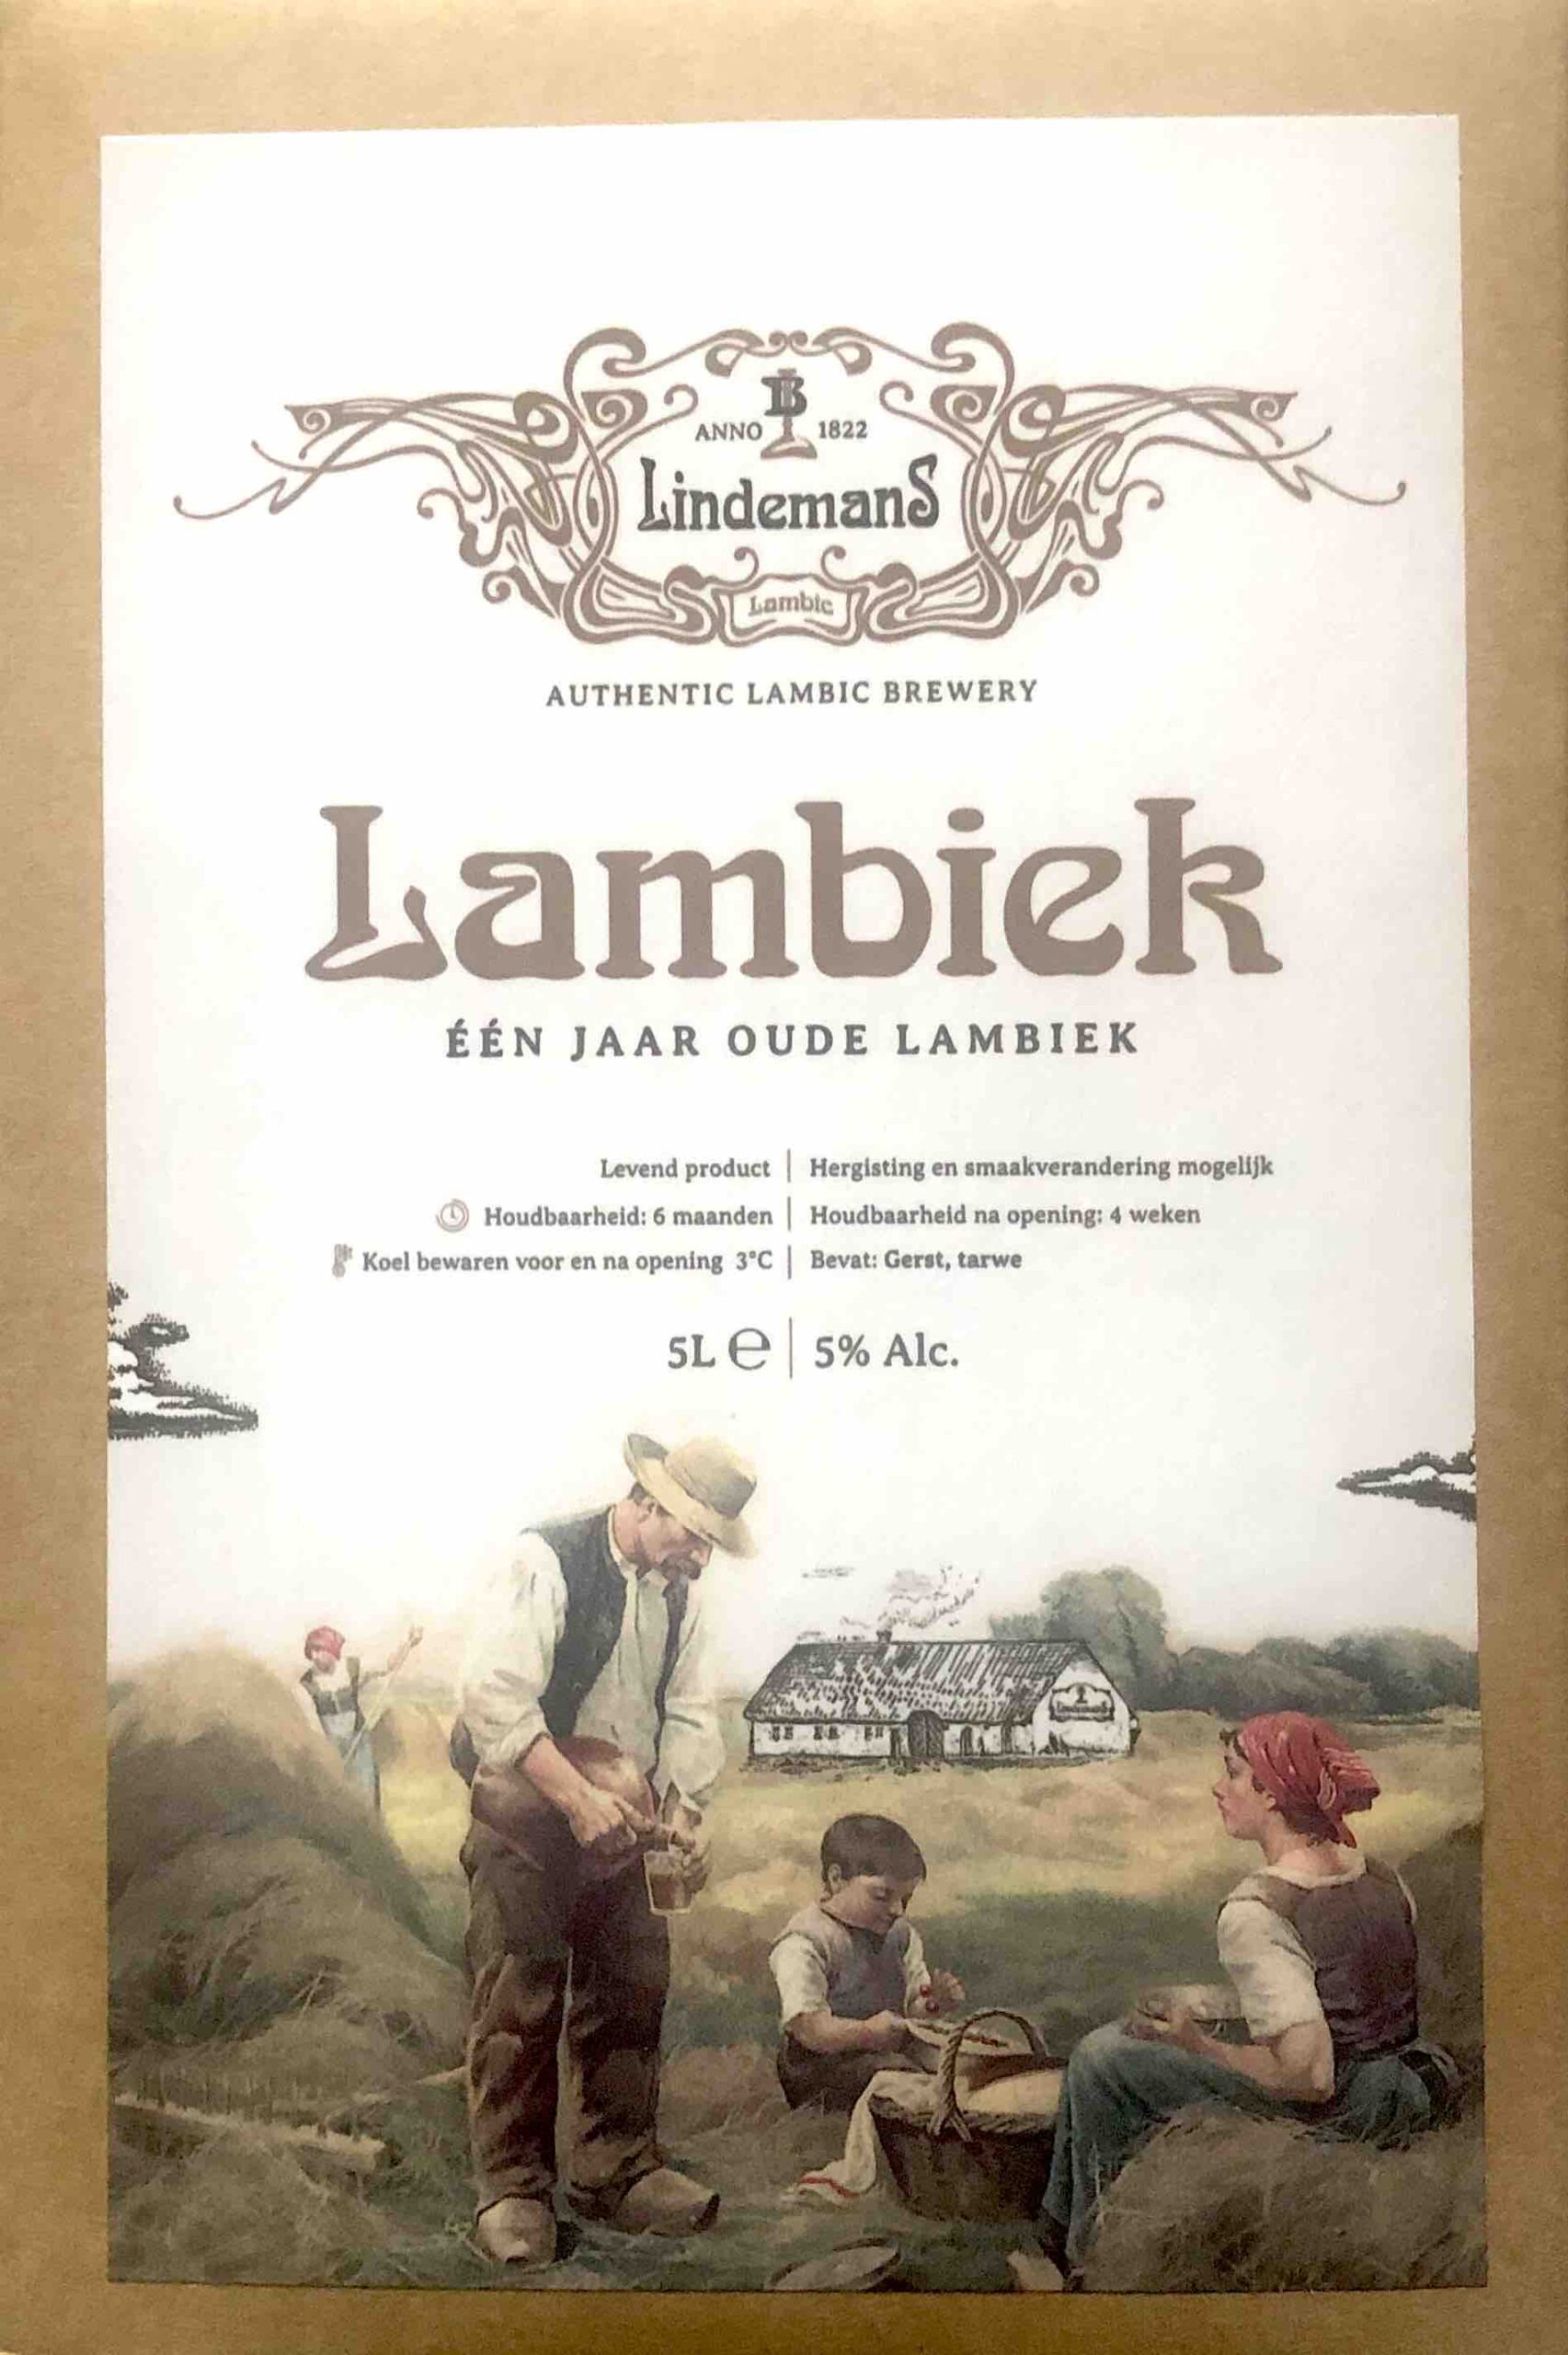 ANNO 1822
Lindemans
Lambic
AUTHENTIC LAMBIC BREWERY
Lambiek
ÉÉN JAAR OUDE LAMBIEK
Levend product | Hergisting en smaakverandering mogelijk
Houdbaarheid: 6 maanden | Houdbaarheid na opening: 4 weken
Koel bewaren voor en na opening 3°C | Bevat: Gerst, tarwe
5L ℮ | 5% Alc.